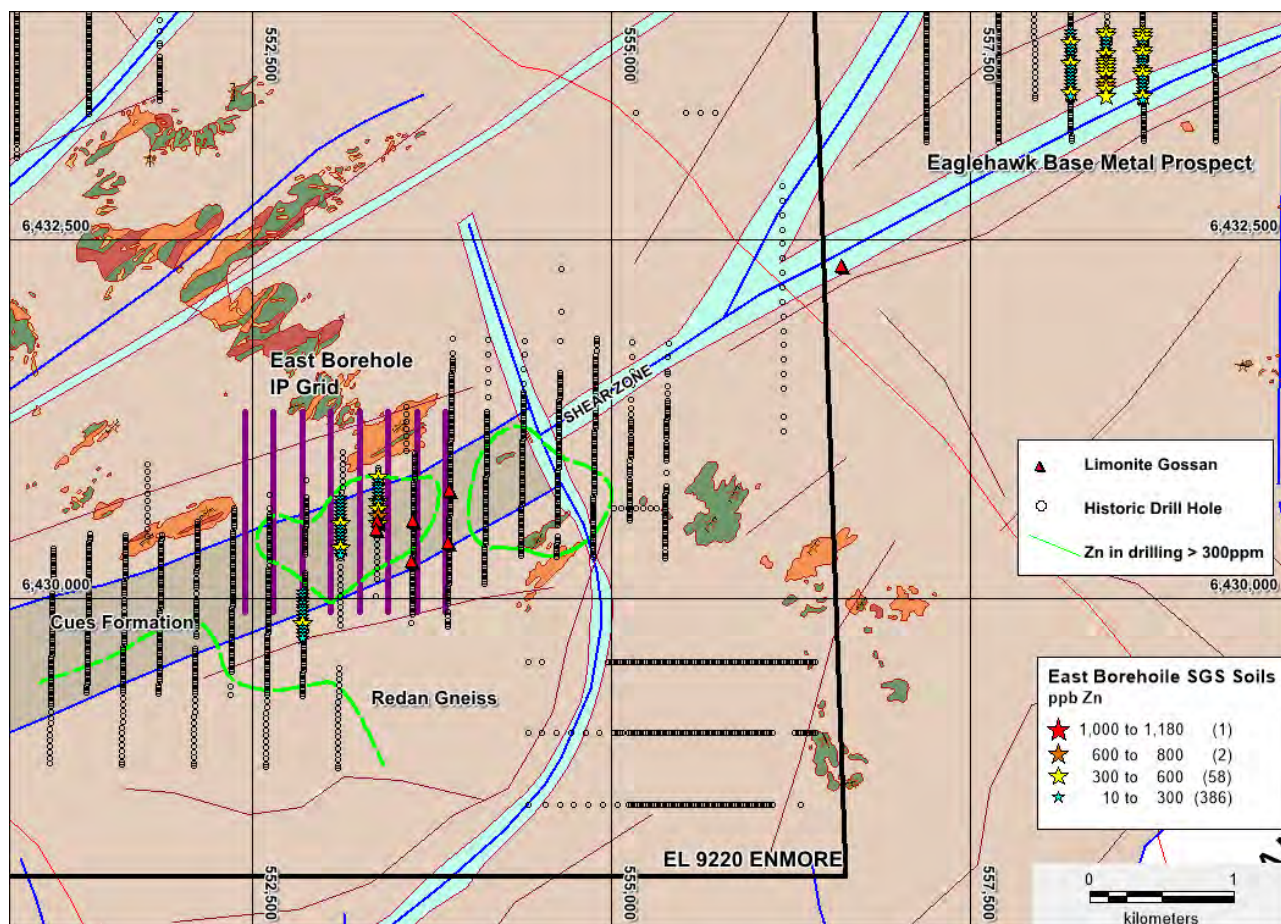 552,500
555,000
557,500
Eaglehawk Base Metal Prospect
6,432,500
6,432,500
East Borehole
IP Grid
SHEAR ZONE
Limonite Gossan
Historic Drill Hole
Zn in drilling > 300ppm
6,430,000
6,430,000
Cues Formation
Redan Gneiss
East Borehoile SGS Soils
ppb Zn
1,000 to 1,180 (1)
600 to 800 (2)
300 to 600 (58)
10 to 300 (386)
EL 9220 ENMORE
552,500
555,000
557,500
0 1
kilometers